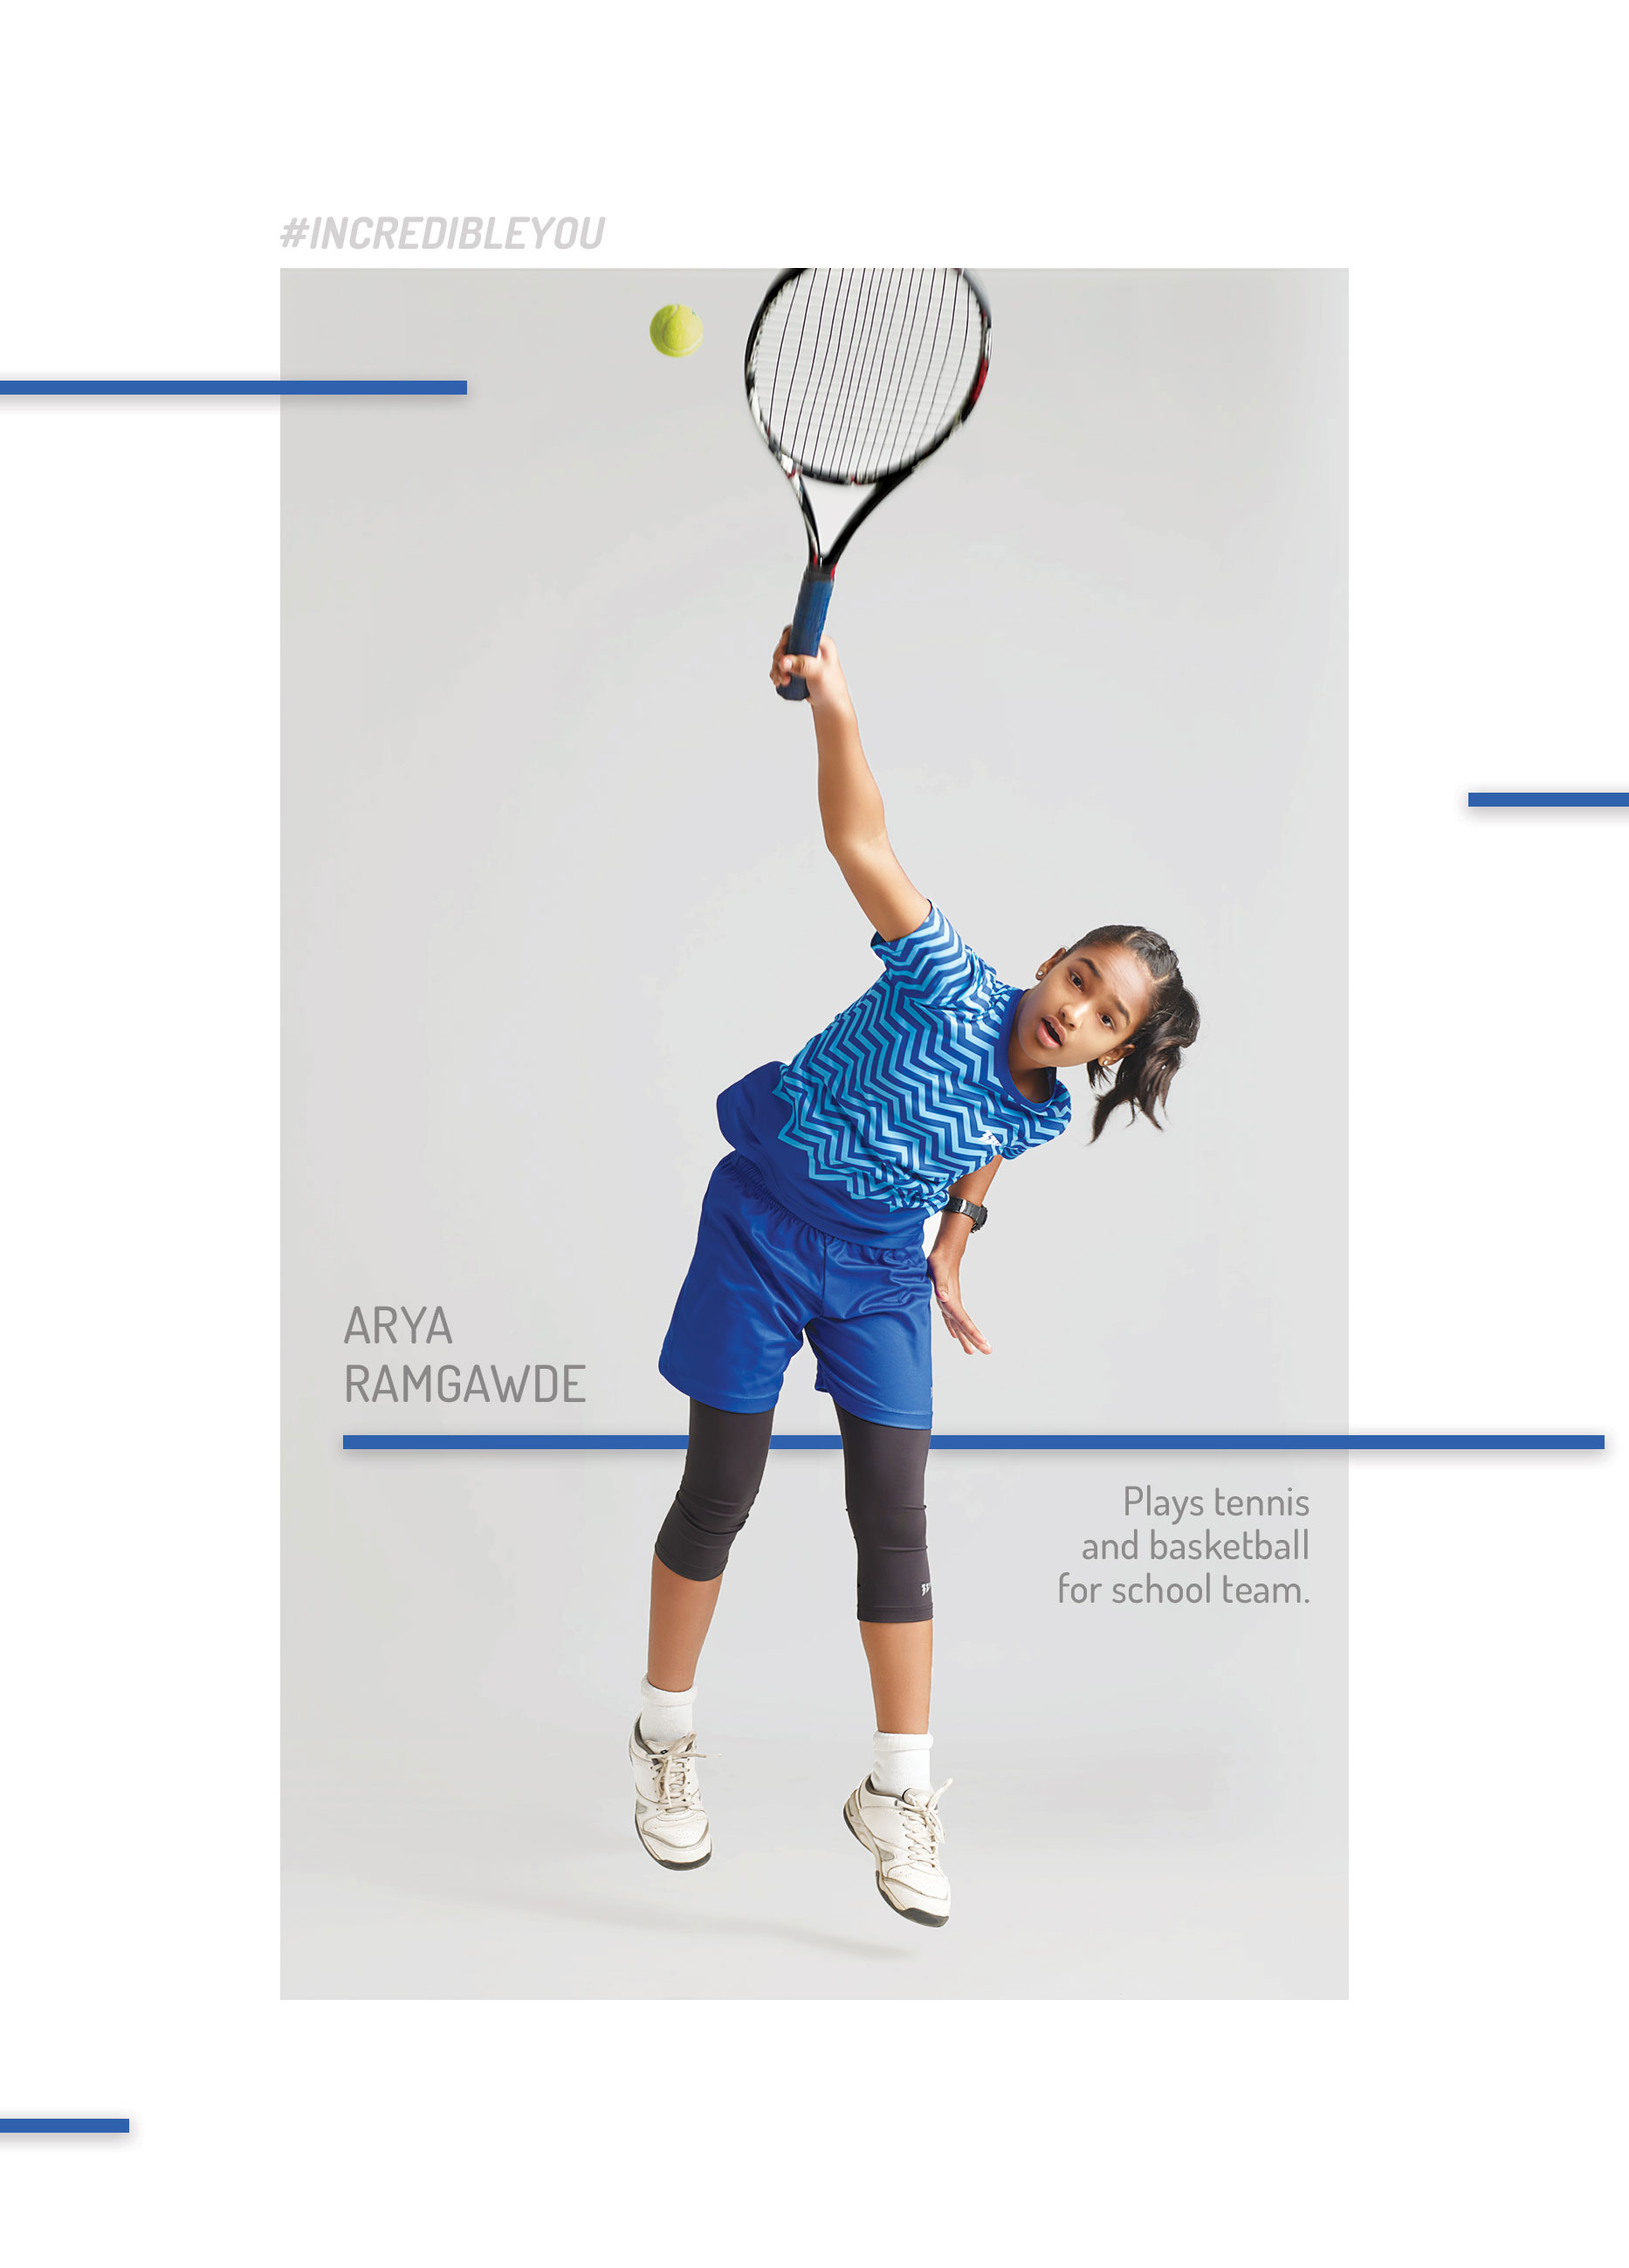 #INCREDIBLEYOU
ARYA
RAMGAWDE
Plays tennis
and basketball
for school team.